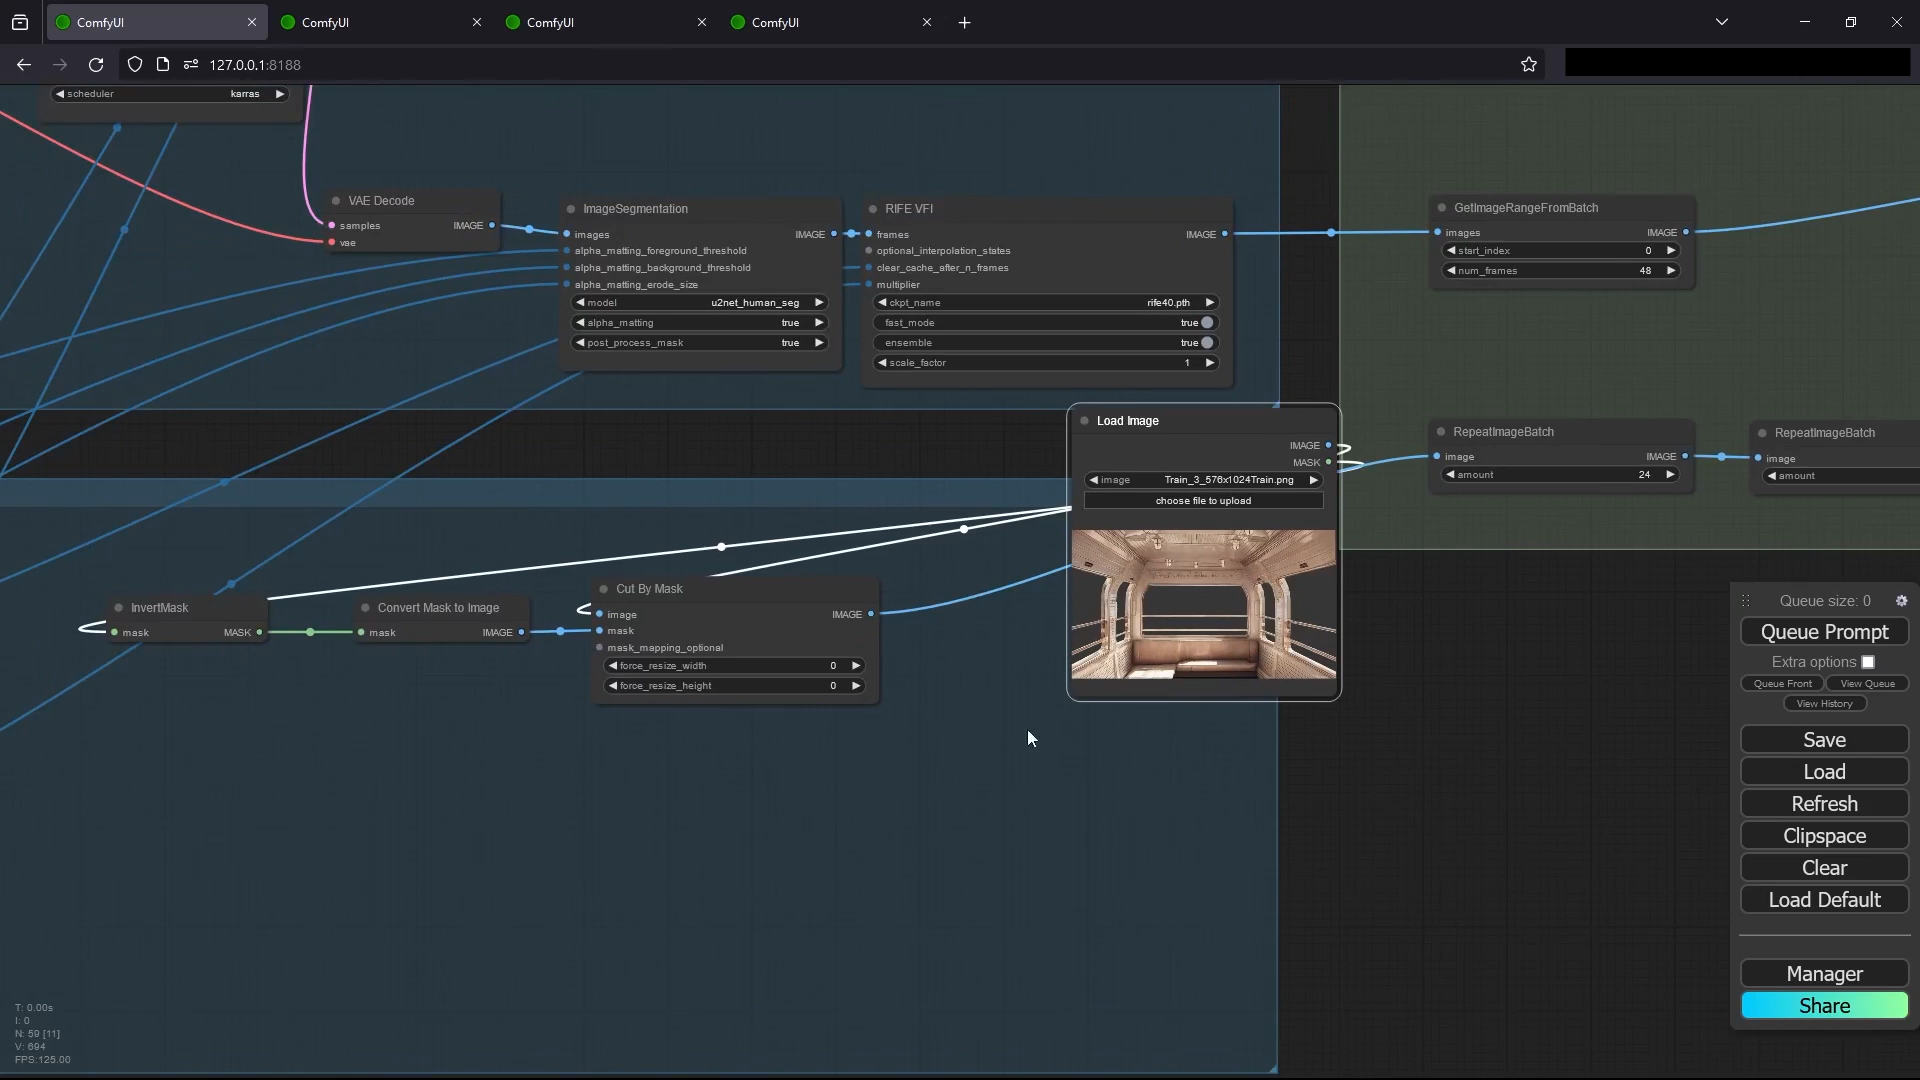 ComfyUI
ComfyUI
ComfyUI
ComfyUI
127.0.0.1:8188
scheduler karras
VAE Decode
samples IMAGE
vae
ImageSegmentation
images IMAGE
alpha_matting_foreground_threshold
alpha_matting_background_threshold
alpha_matting_erode_size
model u2net_human_seg
alpha_matting true
post_process_mask true
RIFE VFI
frames IMAGE
optional_interpolation_states
clear_cache_after_n_frames
multiplier
ckpt_name rife40.pth
fast_mode true
ensemble true
scale_factor 1
GetImageRangeFromBatch
images IMAGE
start_index 0
num_frames 48
Load Image
IMAGE
MASK
image Train_3_576x1024Train.png
choose file to upload
RepeatImageBatch
image IMAGE
amount 24
RepeatImageBatch
image
amount
InvertMask
mask MASK
Convert Mask to Image
mask IMAGE
Cut By Mask
image IMAGE
mask
mask_mapping_optional
force_resize_width 0
force_resize_height 0
Queue size: 0
Queue Prompt
Extra options
Queue Front View Queue
View History
Save
Load
Refresh
Clipspace
Clear
Load Default
Manager
Share
T: 0.00s
I: 0
N: 59 [11]
V: 694
FPS:125.00